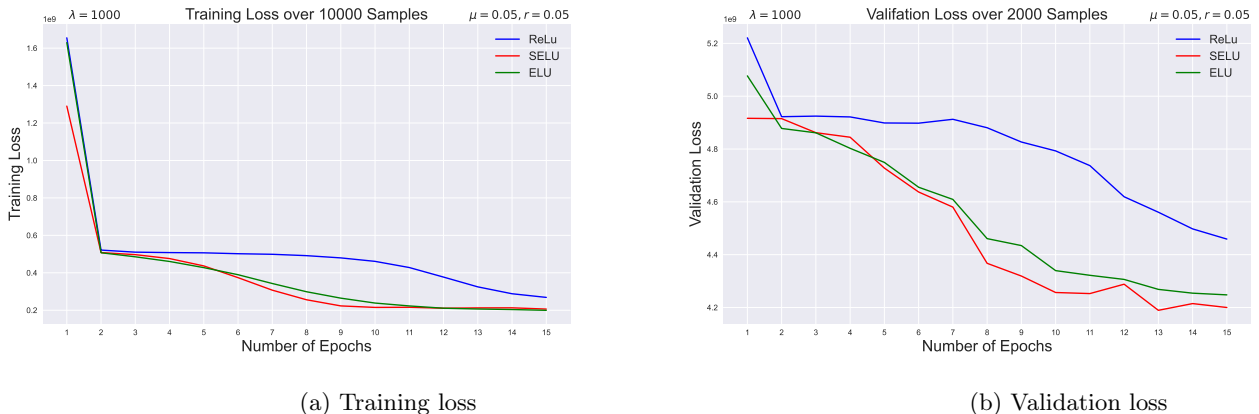 1e9
λ = 1000
Training Loss over 10000 Samples
μ = 0.05, r = 0.05
ReLu
SELU
ELU
1.6
1.4
1.2
1.0
0.8
0.6
0.4
0.2
Training Loss
1 2 3 4 5 6 7 8 9 10 11 12 13 14 15
Number of Epochs
(a) Training loss
1e9
λ = 1000
Valifation Loss over 2000 Samples
μ = 0.05, r = 0.05
ReLu
SELU
ELU
5.2
5.0
4.8
4.6
4.4
4.2
Validation Loss
1 2 3 4 5 6 7 8 9 10 11 12 13 14 15
Number of Epochs
(b) Validation loss